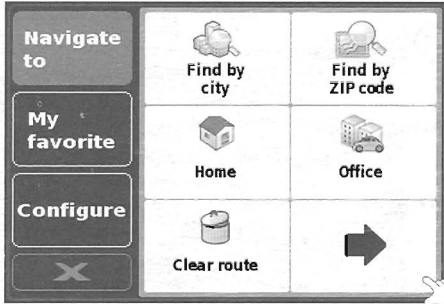 Navigate
to
My
favorite
Configure
Find by
city
Find by
ZIP code
Home
Office
Clear route